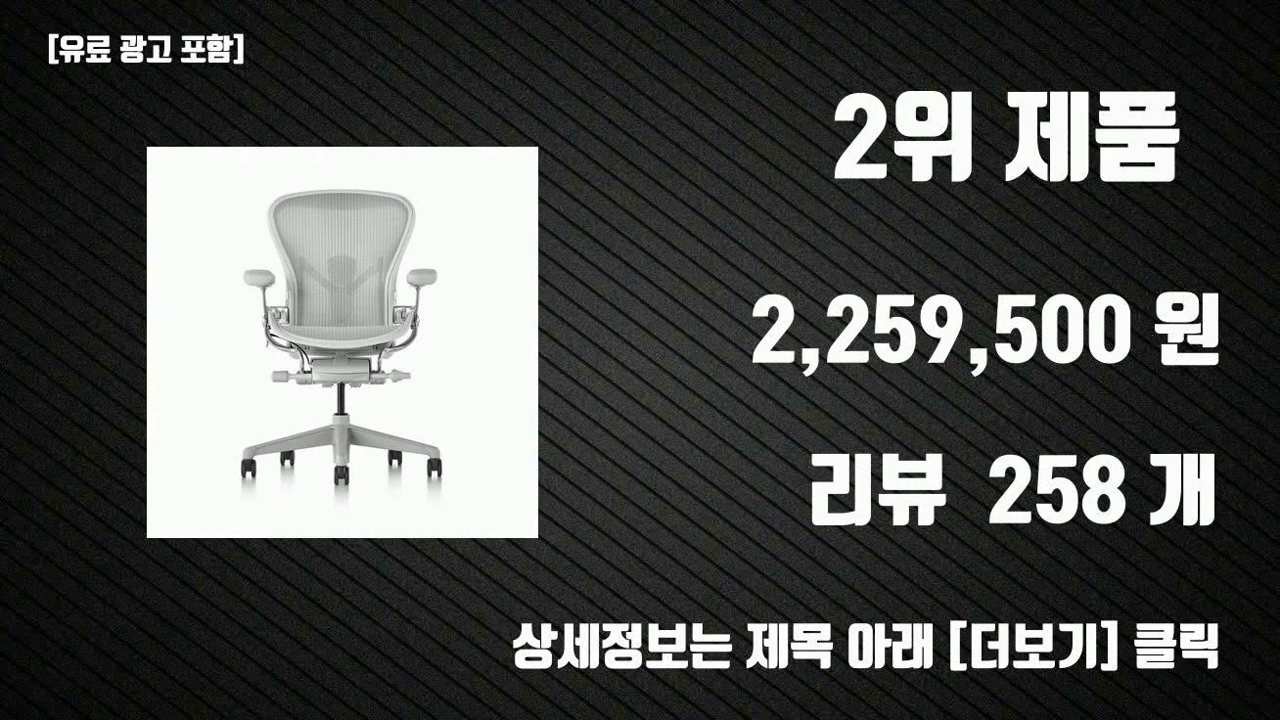 [유료 광고 포함]
2위 제품
2,259,500 원
리뷰 258 개
상세정보는 제목 아래 [더보기] 클릭